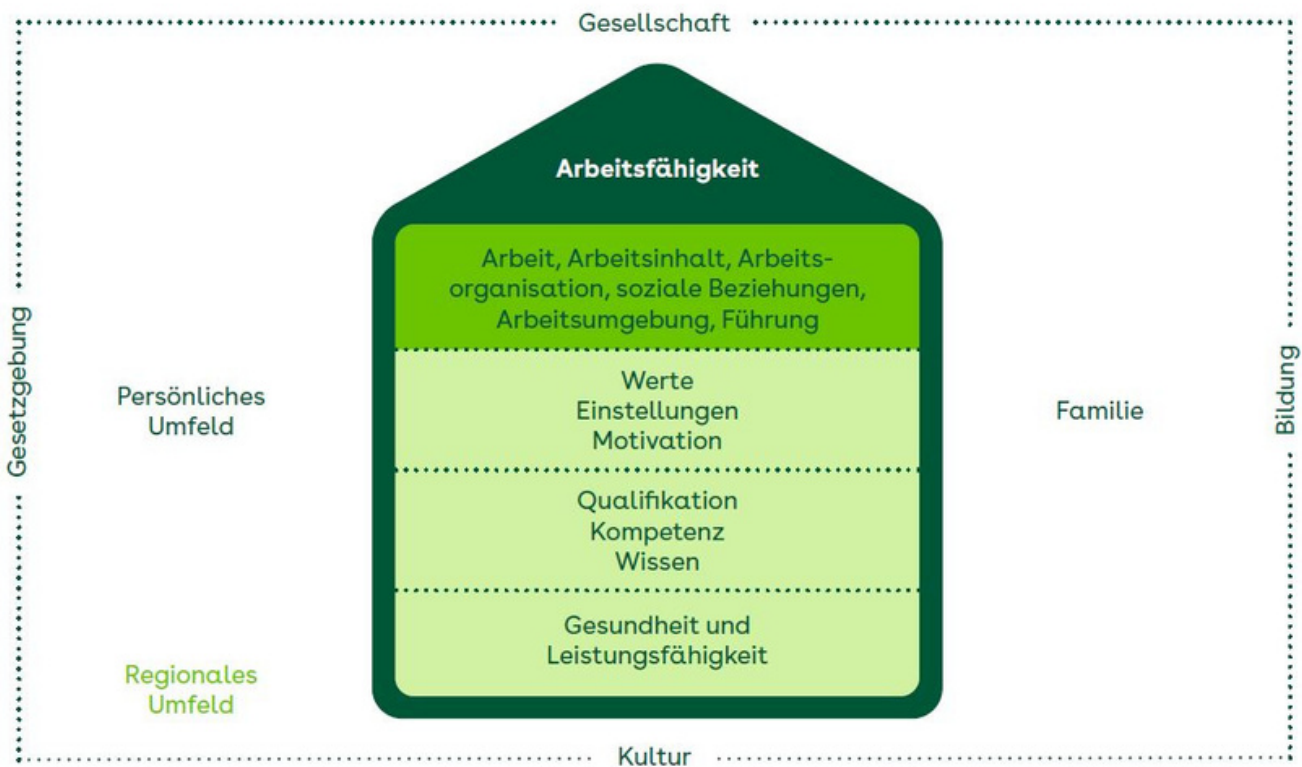 Gesellschaft
Arbeitsfähigkeit
Arbeit, Arbeitsinhalt, Arbeits-
organisation, soziale Beziehungen,
Arbeitsumgebung, Führung
Werte
Einstellungen
Motivation
Qualifikation
Kompetenz
Wissen
Gesundheit und
Leistungsfähigkeit
Gesetzgebung
Persönliches
Umfeld
Regionales
Umfeld
Familie
Bildung
Kultur